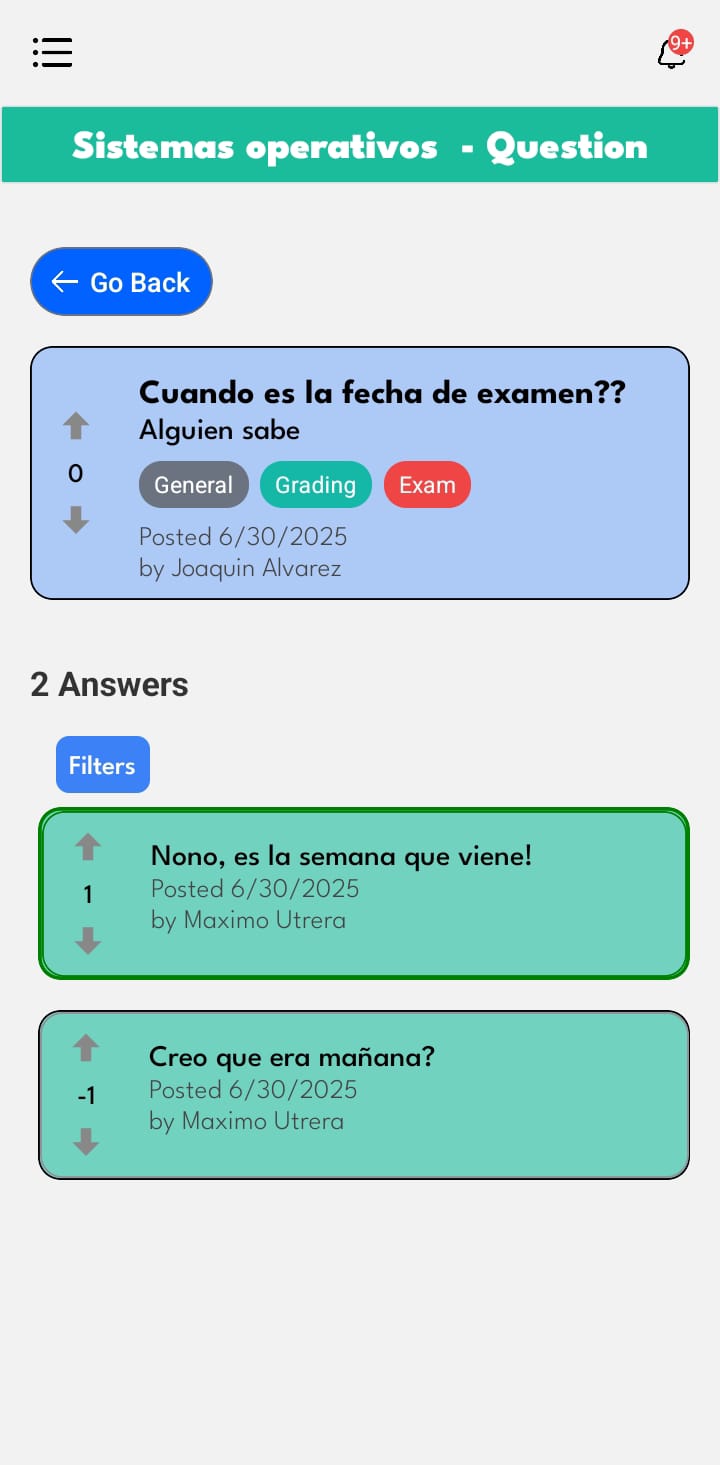 9+
Sistemas operativos - Question
Go Back
Cuando es la fecha de examen??
Alguien sabe
0
General Grading Exam
Posted 6/30/2025
by Joaquin Alvarez
2 Answers
Filters
Nono, es la semana que viene!
1
Posted 6/30/2025
by Maximo Utrera
Creo que era mañana?
-1
Posted 6/30/2025
by Maximo Utrera